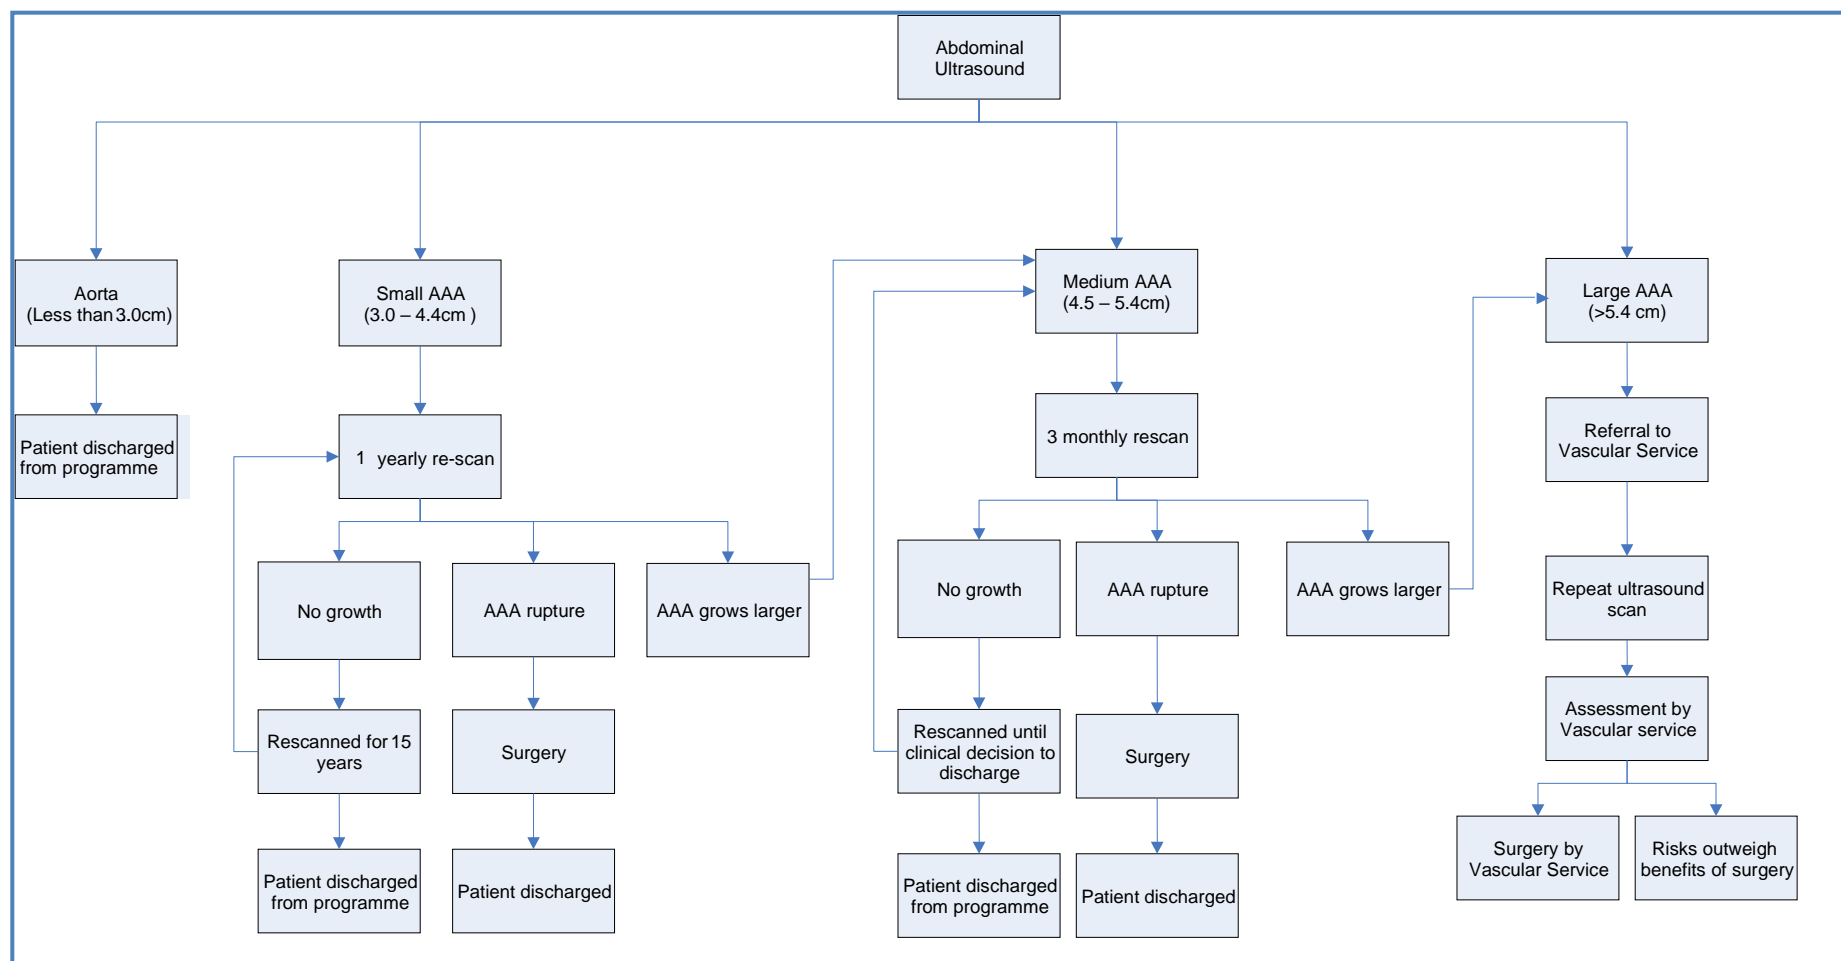 Abdominal
Ultrasound
Aorta
(Less than 3.0cm)
Small AAA
(3.0 – 4.4cm )
Medium AAA
(4.5 – 5.4cm)
Large AAA
(>5.4 cm)
Patient discharged
from programme
1 yearly re-scan
3 monthly rescan
Referral to
Vascular Service
No growth
AAA rupture
AAA grows larger
No growth
AAA rupture
AAA grows larger
Repeat ultrasound
scan
Rescanned for 15
years
Surgery
Rescanned until
clinical decision to
discharge
Surgery
Assessment by
Vascular service
Patient discharged
from programme
Patient discharged
Patient discharged
from programme
Patient discharged
Surgery by
Vascular Service
Risks outweigh
benefits of surgery